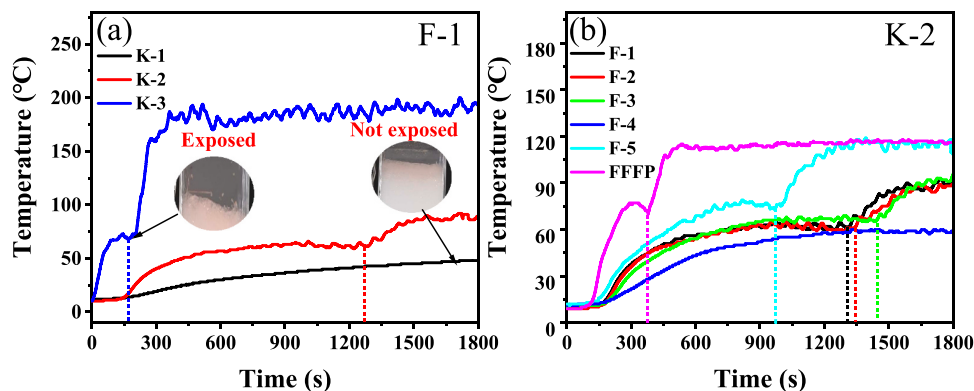 (a) F-1
K-1
K-2
K-3
Exposed
Not exposed
250
200
150
100
50
0
0 300 600 900 1200 1500 1800
Temperature (℃)
Time (s)
(b) K-2
F-1
F-2
F-3
F-4
F-5
FFFP
180
150
120
90
60
30
0
0 300 600 900 1200 1500 1800
Temperature (℃)
Time (s)